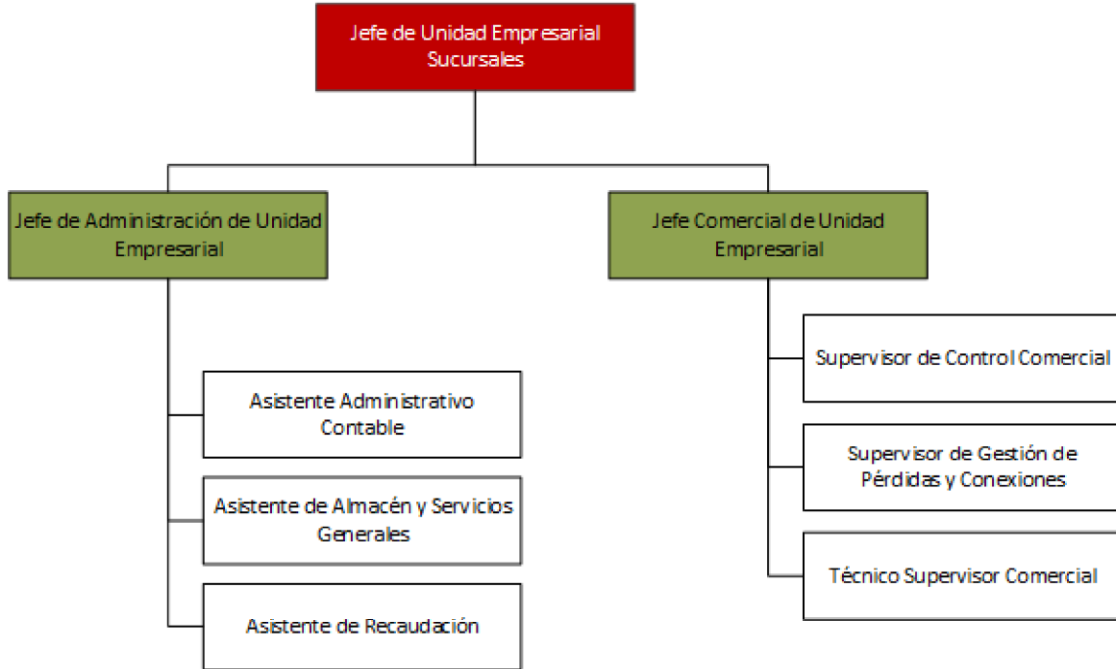 Jefe de Unidad Empresarial
Sucursales
Jefe de Administración de Unidad
Empresarial
Jefe Comercial de Unidad
Empresarial
Asistente Administrativo
Contable
Asistente de Almacén y Servicios
Generales
Asistente de Recaudación
Supervisor de Control Comercial
Supervisor de Gestión de
Pérdidas y Conexiones
Técnico Supervisor Comercial